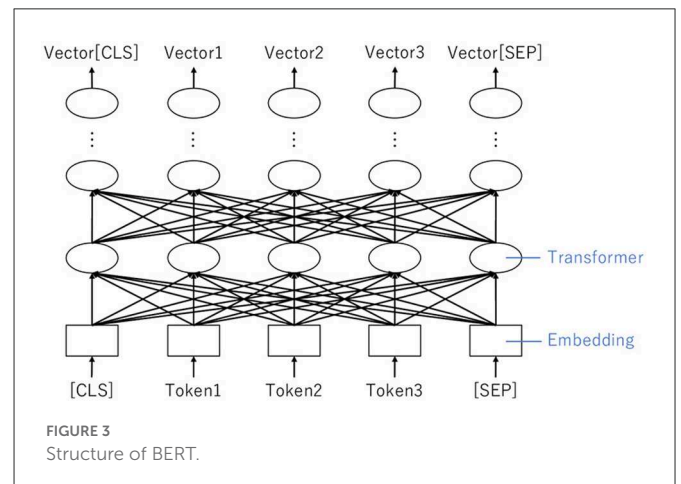 Vector[CLS] Vector1 Vector2 Vector3 Vector[SEP]
Transformer
Embedding
[CLS] Token1 Token2 Token3 [SEP]
FIGURE 3
Structure of BERT.